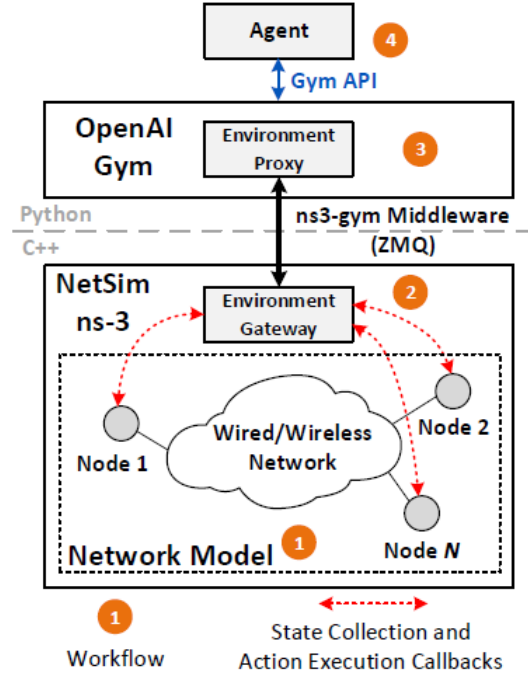 Agent
4
Gym API
OpenAI
Gym
Environment
Proxy
3
Python
ns3-gym Middleware
(ZMQ)
C++
NetSim
ns-3
Environment
Gateway
2
Node 1
Wired/Wireless
Network
Node 2
Node N
Network Model
1
1
Workflow
State Collection and
Action Execution Callbacks